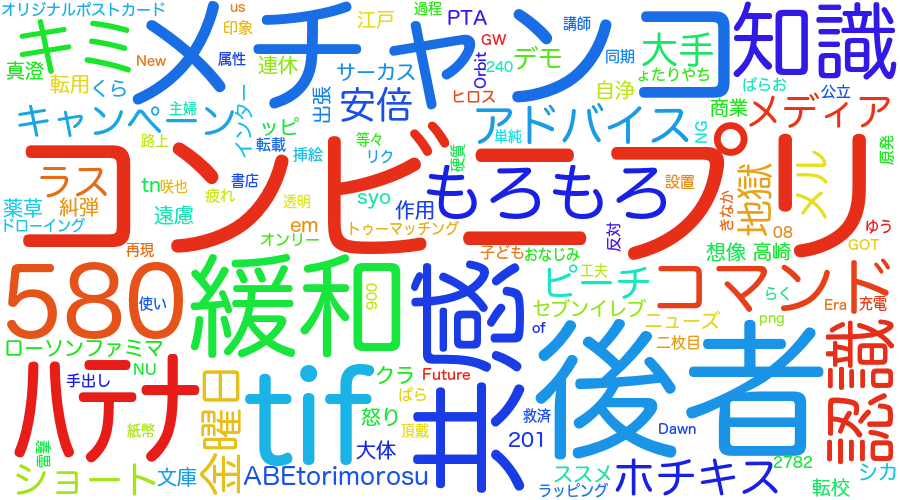 オリジナルポストカード
us
過程
PTA
講師
キミ
メチャンコ
知識
印象
江戸
GW
大手
真澄
New
属性
連休
サーカス
Orbit
240
デモ
同期
ょたりやち
転用
くら
インター
出張
安倍
ヒロス
自浄
ぱらお
公立
キャンペーン
主婦
ッピ
アドバイス
NG
商業
メディア
路上
転載
等々
単純
コンビニプリ
原発
挿絵
リク
硬質
もろもろ
ラス
tn
咲也
書店
疲れ
透明
syo
作用
設置
きなか
地獄
メル
薬草
糾弾
遠慮
em
トゥーマッチング
08
ゆう
ドローイング
再現
オンリー
子ども
おなじみ
反対
想像
高崎
GOT
580
使い
緩和
900
共感
工夫
ピーチ
コマンド
らく
セブンイレブ
Era
充電
ローソンファミマ
of
ニューズ
png
二枚目
認識
ハテナ
手出し
NU
tif
クラ
Future
後者
金曜日
怒り
ぱら
救済
Dawn
雷撃
紙幣
大体
頂戴
201
2782
ショート
文庫
ABEtorimorosu
ススメ
ラッピング
ホチキス
転校
シカ